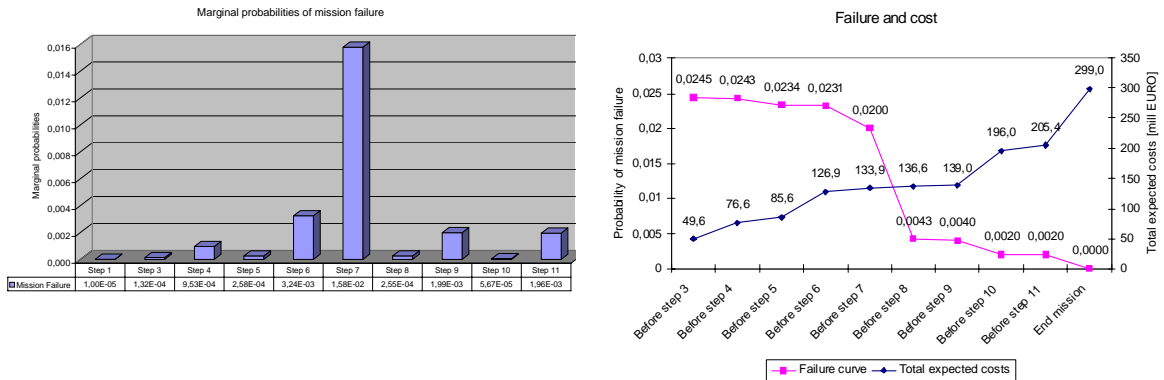 Marginal probabilities of mission failure
0,016
0,014
0,012
0,010
0,008
0,006
0,004
0,002
0,000
Marginal probabilities
Step 1 Step 3 Step 4 Step 5 Step 6 Step 7 Step 8 Step 9 Step 10 Step 11
Mission Failure 1,00E-05 1,32E-04 9,53E-04 2,58E-04 3,24E-03 1,58E-02 2,55E-04 1,99E-03 5,67E-05 1,96E-03
Failure and cost
0,03
0,025
0,02
0,015
0,01
0,005
0
Probability of mission failure
0,0245 0,0243 0,0234 0,0231 0,0200 0,0043 0,0040 0,0020 0,0020 0,0000
49,6 76,6 85,6 126,9 133,9 136,6 139,0 196,0 205,4 299,0
350
300
250
200
150
100
50
0
Total expected costs [mill EURO]
Before step 3
Before step 4
Before step 5
Before step 6
Before step 7
Before step 8
Before step 9
Before step 10
Before step 11
End mission
Failure curve Total expected costs